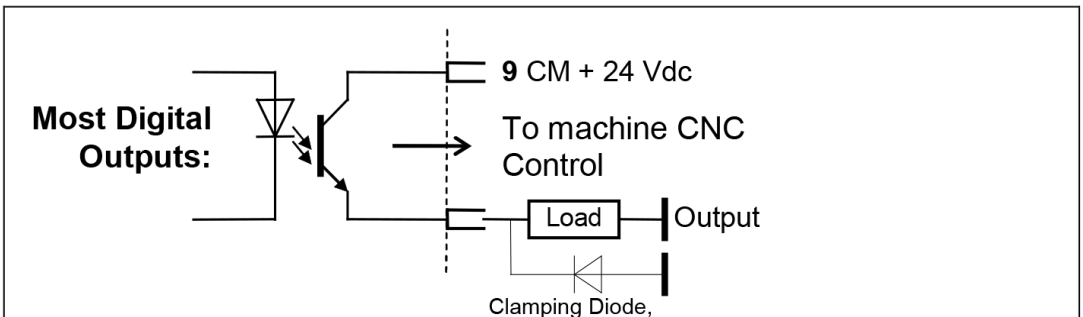 Most Digital
Outputs:
9 CM + 24 Vdc
To machine CNC
Control
Load
Output
Clamping Diode,